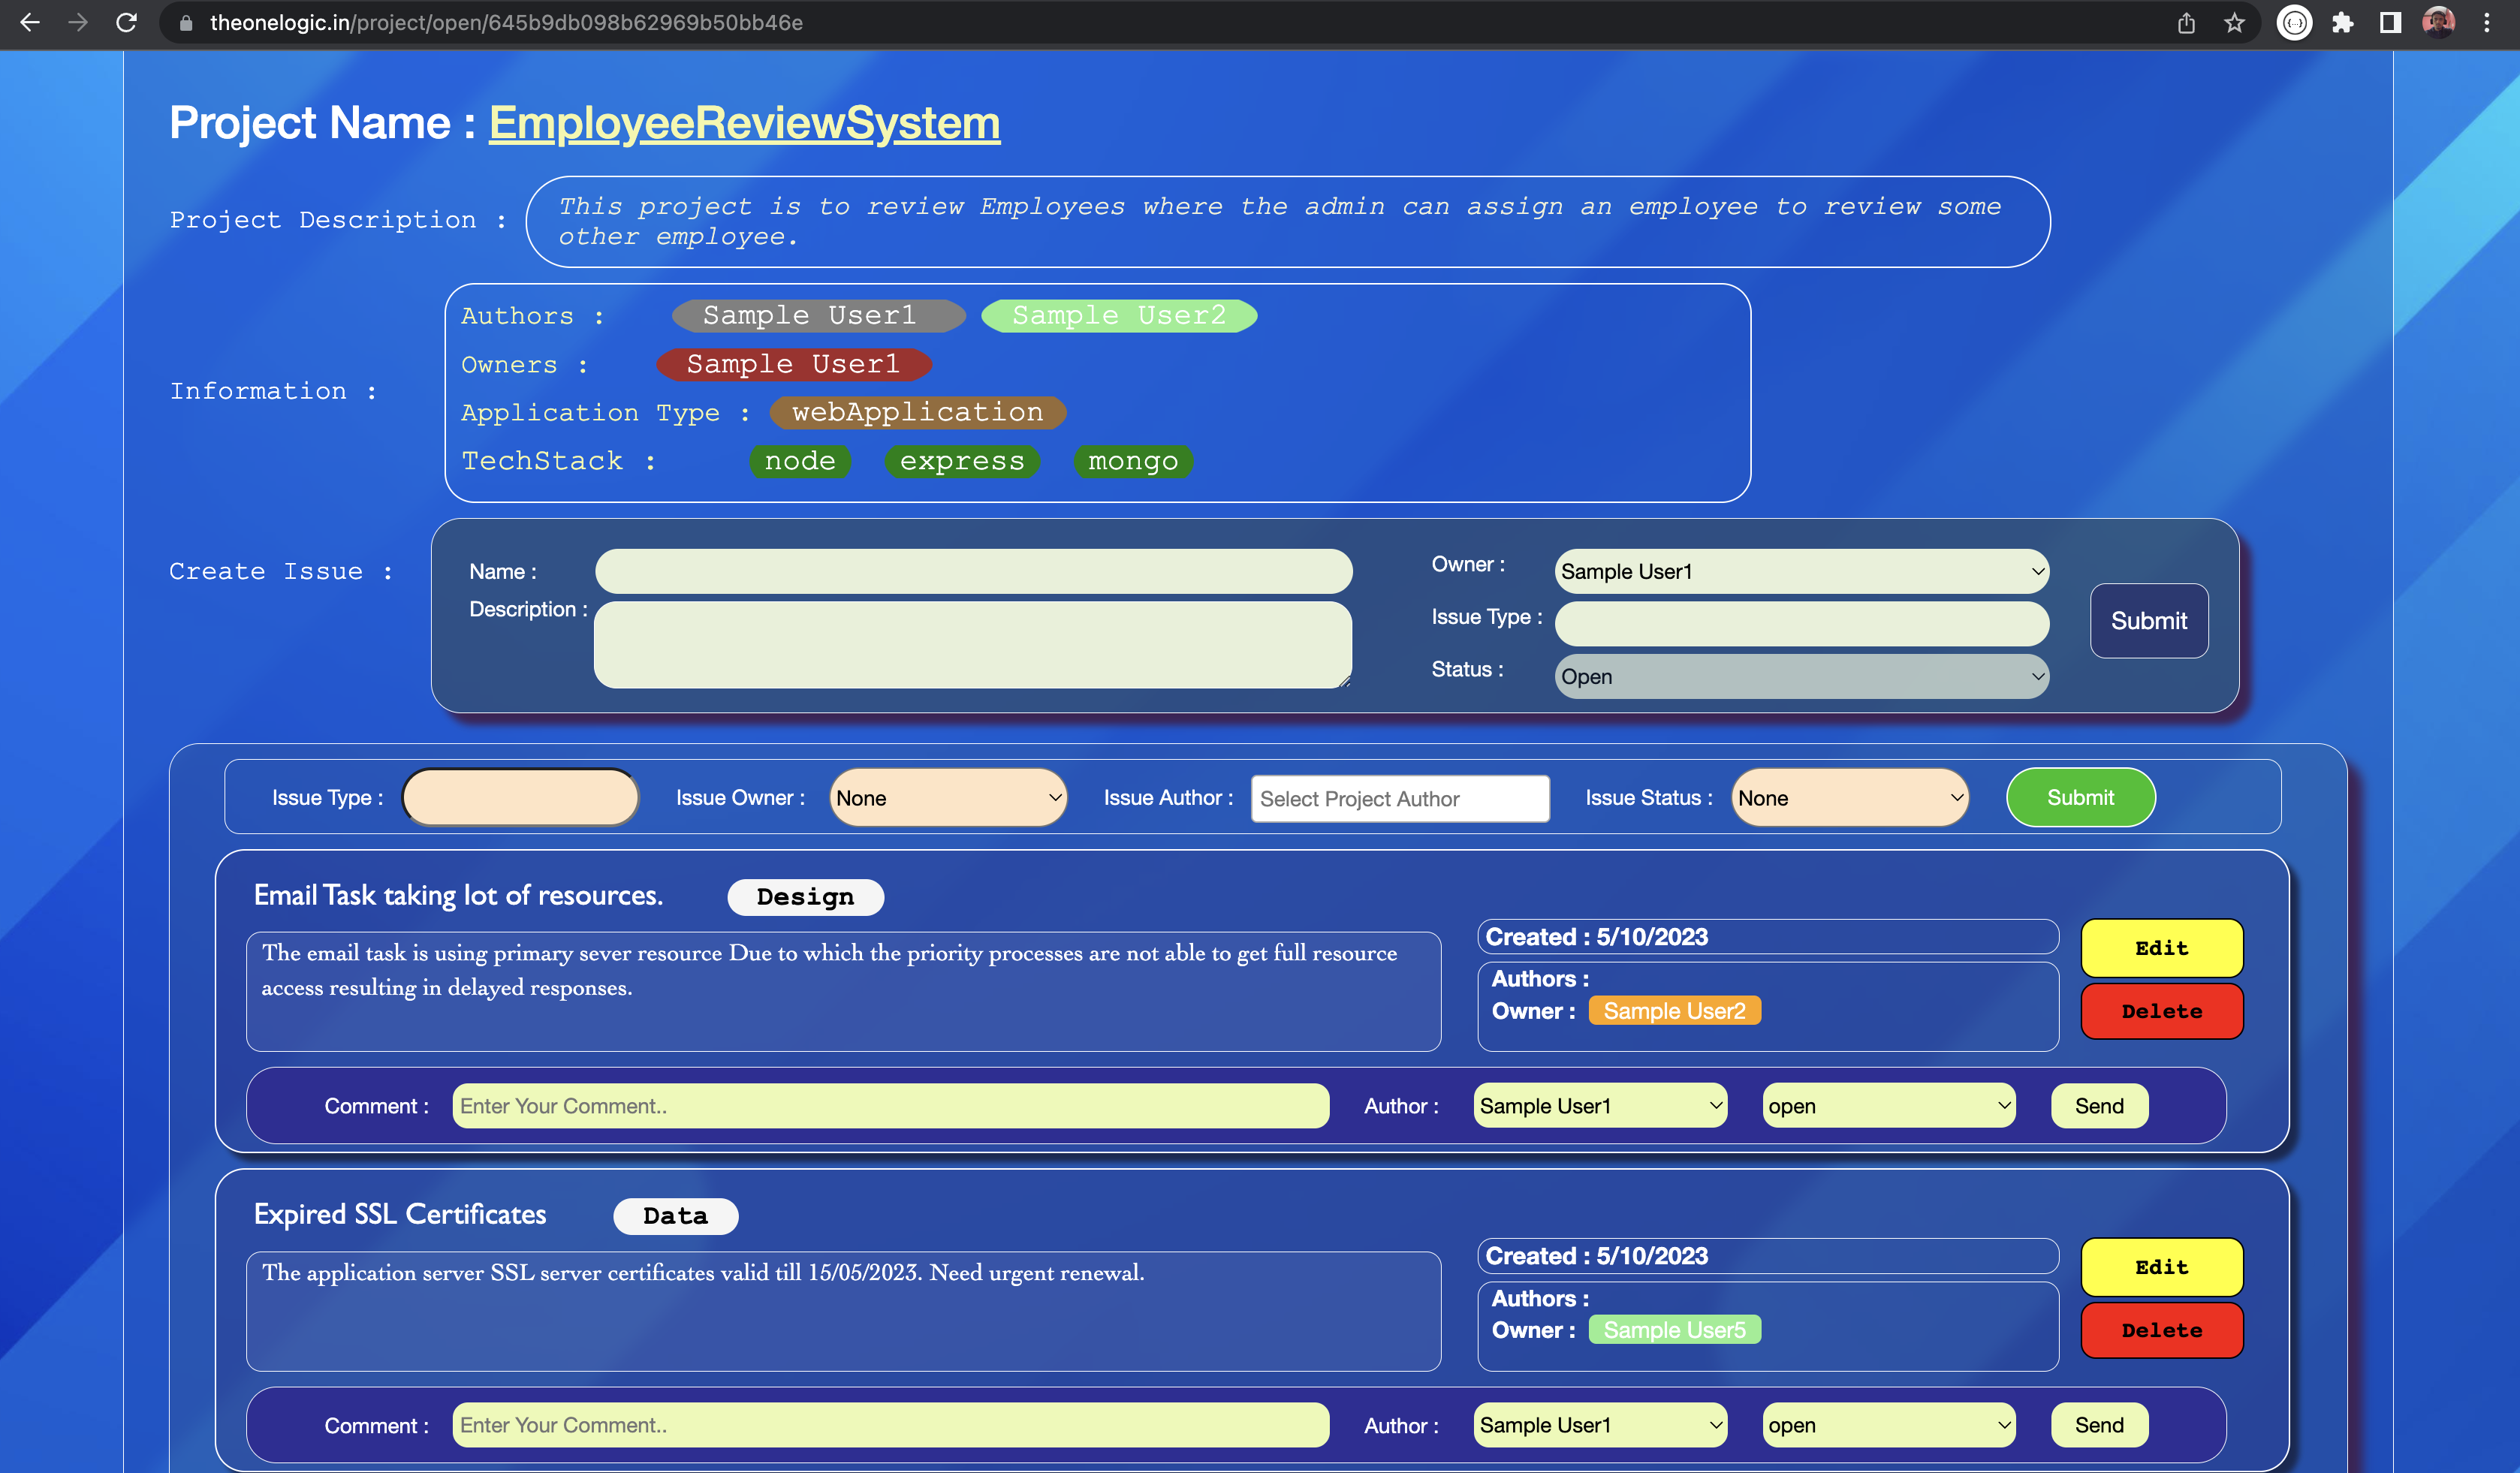 theonelogic.in/project/open/645b9db098b62969b50bb46e
Project Name : EmployeeReviewSystem
Project Description :
This project is to review Employees where the admin can assign an employee to review some
other employee.
Information :
Authors : Sample User1 Sample User2
Owners : Sample User1
Application Type : webApplication
TechStack : node express mongo
Create Issue :
Name :
Description :
Owner : Sample User1
Issue Type :
Status : Open
Submit
Issue Type : Issue Owner : None Issue Author : Select Project Author Issue Status : None Submit
Email Task taking lot of resources. Design
The email task is using primary sever resource Due to which the priority processes are not able to get full resource
access resulting in delayed responses.
Created : 5/10/2023
Authors :
Owner : Sample User2
Edit
Delete
Comment : Enter Your Comment.. Author : Sample User1 open Send
Expired SSL Certificates Data
The application server SSL server certificates valid till 15/05/2023. Need urgent renewal.
Created : 5/10/2023
Authors :
Owner : Sample User5
Edit
Delete
Comment : Enter Your Comment.. Author : Sample User1 open Send